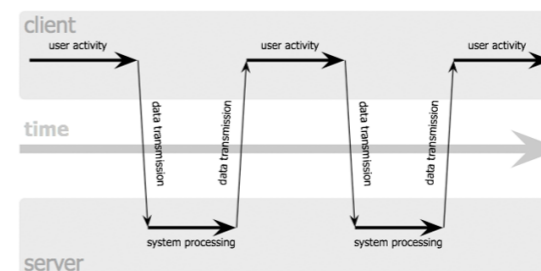 client
user activity
user activity
user activity
data transmission
data transmission
data transmission
data transmission
time
system processing
system processing
server